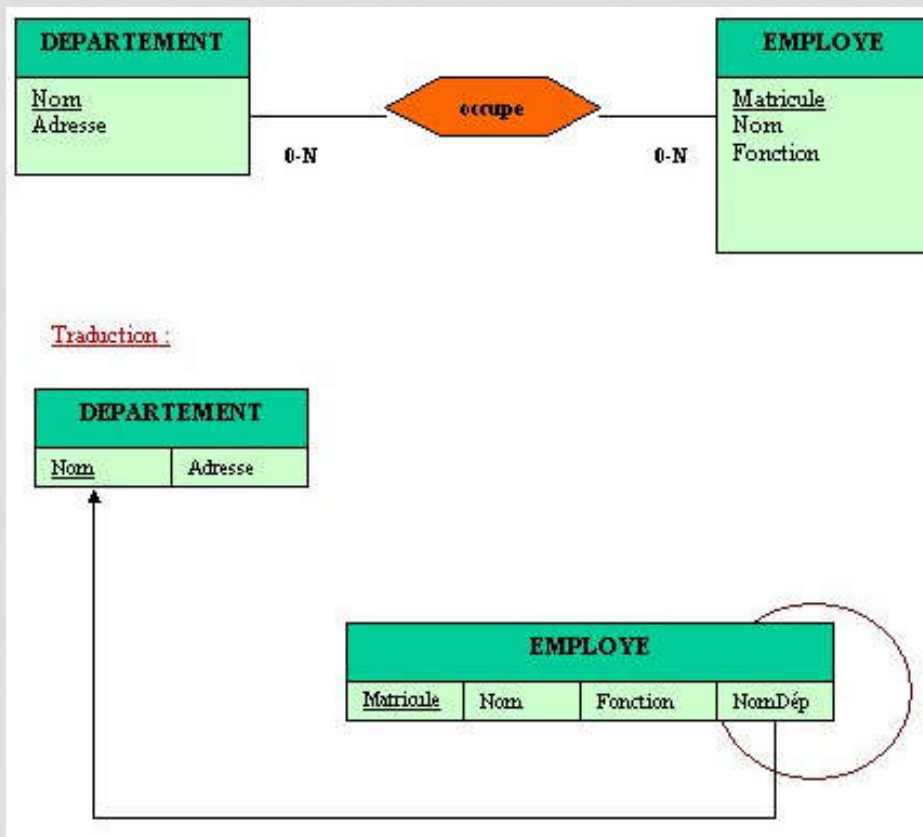 DEPARTEMENT
Nom
Adresse
occupe
0-N
0-N
EMPLOYE
Matricule
Nom
Fonction
Traduction :
DEPARTEMENT
Nom Adresse
EMPLOYE
Matricule Nom Fonction NomDép